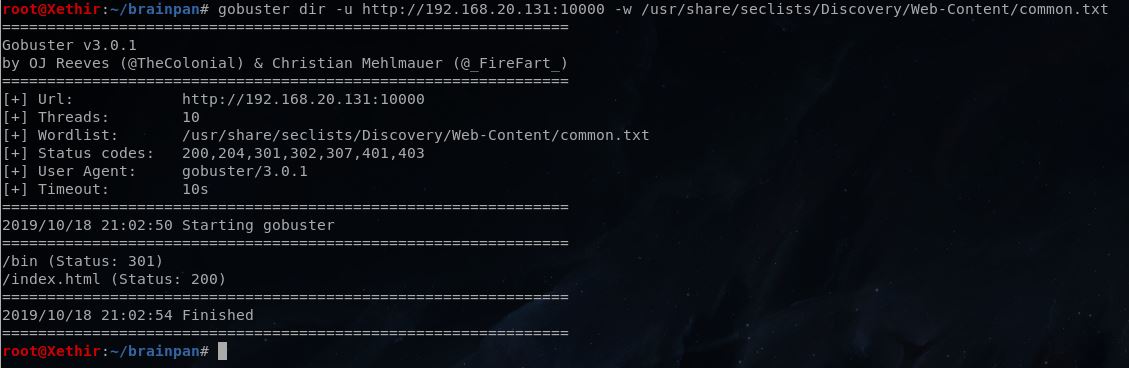 root@Xethir:~/brainpan# gobuster dir -u http://192.168.20.131:10000 -w /usr/share/seclists/Discovery/Web-Content/common.txt
===============================================================
Gobuster v3.0.1
by OJ Reeves (@TheColonial) & Christian Mehlmauer (@_FireFart_)
===============================================================
[+] Url:            http://192.168.20.131:10000
[+] Threads:        10
[+] Wordlist:       /usr/share/seclists/Discovery/Web-Content/common.txt
[+] Status codes:   200,204,301,302,307,401,403
[+] User Agent:     gobuster/3.0.1
[+] Timeout:        10s
===============================================================
2019/10/18 21:02:50 Starting gobuster
===============================================================
/bin (Status: 301)
/index.html (Status: 200)
===============================================================
2019/10/18 21:02:54 Finished
===============================================================
root@Xethir:~/brainpan#